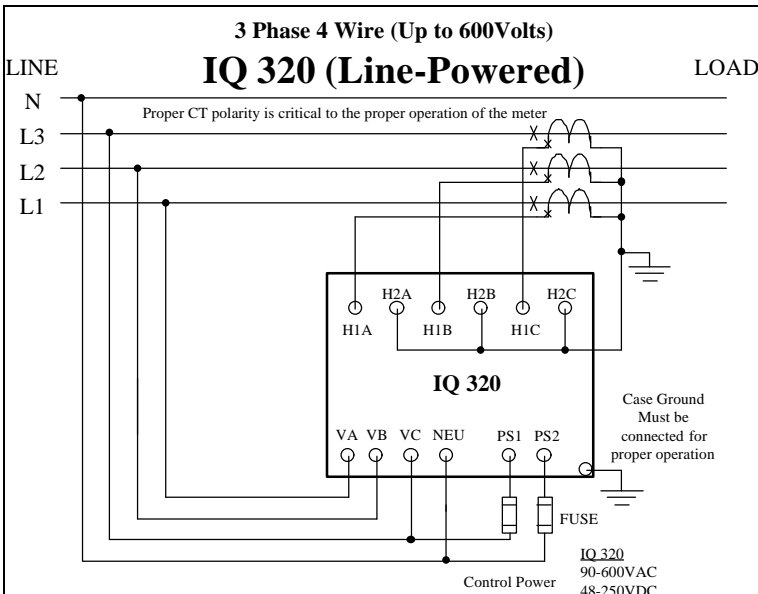 3 Phase 4 Wire (Up to 600Volts)
IQ 320 (Line-Powered)
LINE
LOAD
N
Proper CT polarity is critical to the proper operation of the meter
L3
L2
L1
H2A
H2B
H2C
H1A
H1B
H1C
IQ 320
Case Ground
Must be
connected for
proper operation
VA
VB
VC
NEU
PS1
PS2
FUSE
Control Power
IQ 320
90-600VAC
48-250VDC